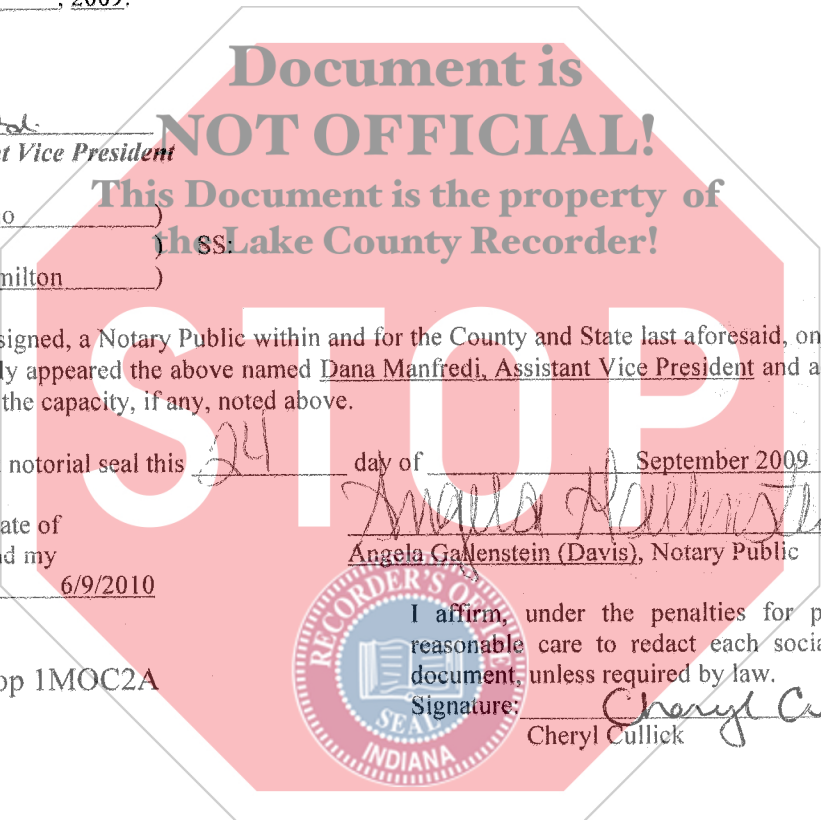 , 2009.
Document is
NOT OFFICIAL!
t Vice President
This Document is the property of
o )
the Lake County Recorder!
) SS:
milton )
signed, a Notary Public within and for the County and State last aforesaid, on
ly appeared the above named Dana Manfredi, Assistant Vice President and a
the capacity, if any, noted above.
STOP
notorial seal this 24 day of September 2009
ate of
d my
6/9/2010
Angela Gallenstein (Davis), Notary Public
RECORDER'S OFFICE
SEAL
INDIANA
I affirm, under the penalties for p
reasonable care to redact each socia
document, unless required by law.
op 1MOC2A
Signature: Cheryl Cu
Cheryl Cullick